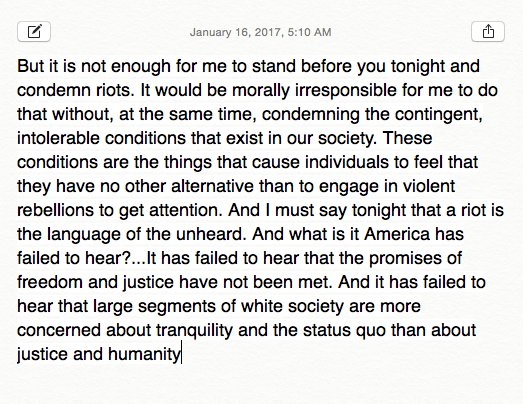 January 16, 2017, 5:10 AM
But it is not enough for me to stand before you tonight and
condemn riots. It would be morally irresponsible for me to do
that without, at the same time, condemning the contingent,
intolerable conditions that exist in our society. These
conditions are the things that cause individuals to feel that
they have no other alternative than to engage in violent
rebellions to get attention. And I must say tonight that a riot is
the language of the unheard. And what is it America has
failed to hear?...It has failed to hear that the promises of
freedom and justice have not been met. And it has failed to
hear that large segments of white society are more
concerned about tranquility and the status quo than about
justice and humanity